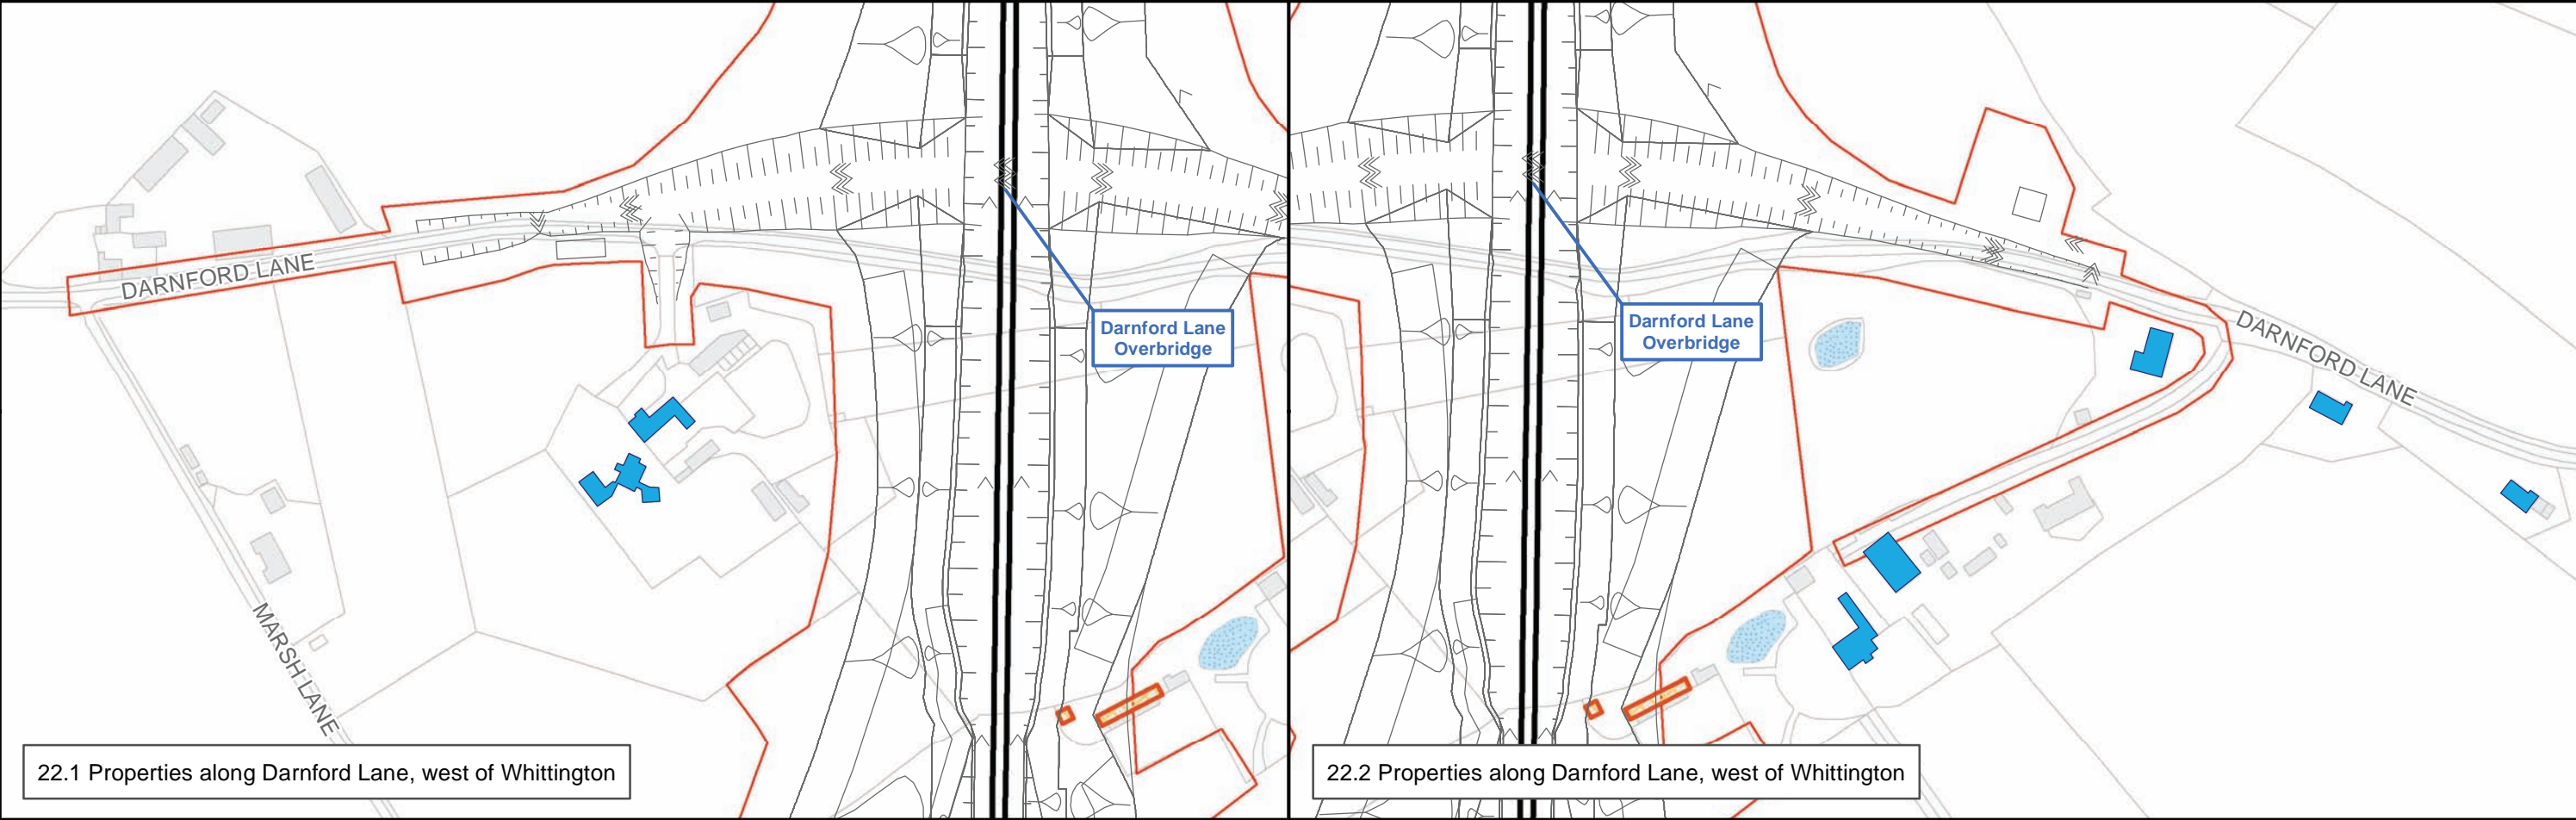 DARNFORD LANE
MARSH LANE
Darnford Lane
Overbridge
22.1 Properties along Darnford Lane, west of Whittington
Darnford Lane
Overbridge
DARNFORD LANE
22.2 Properties along Darnford Lane, west of Whittington